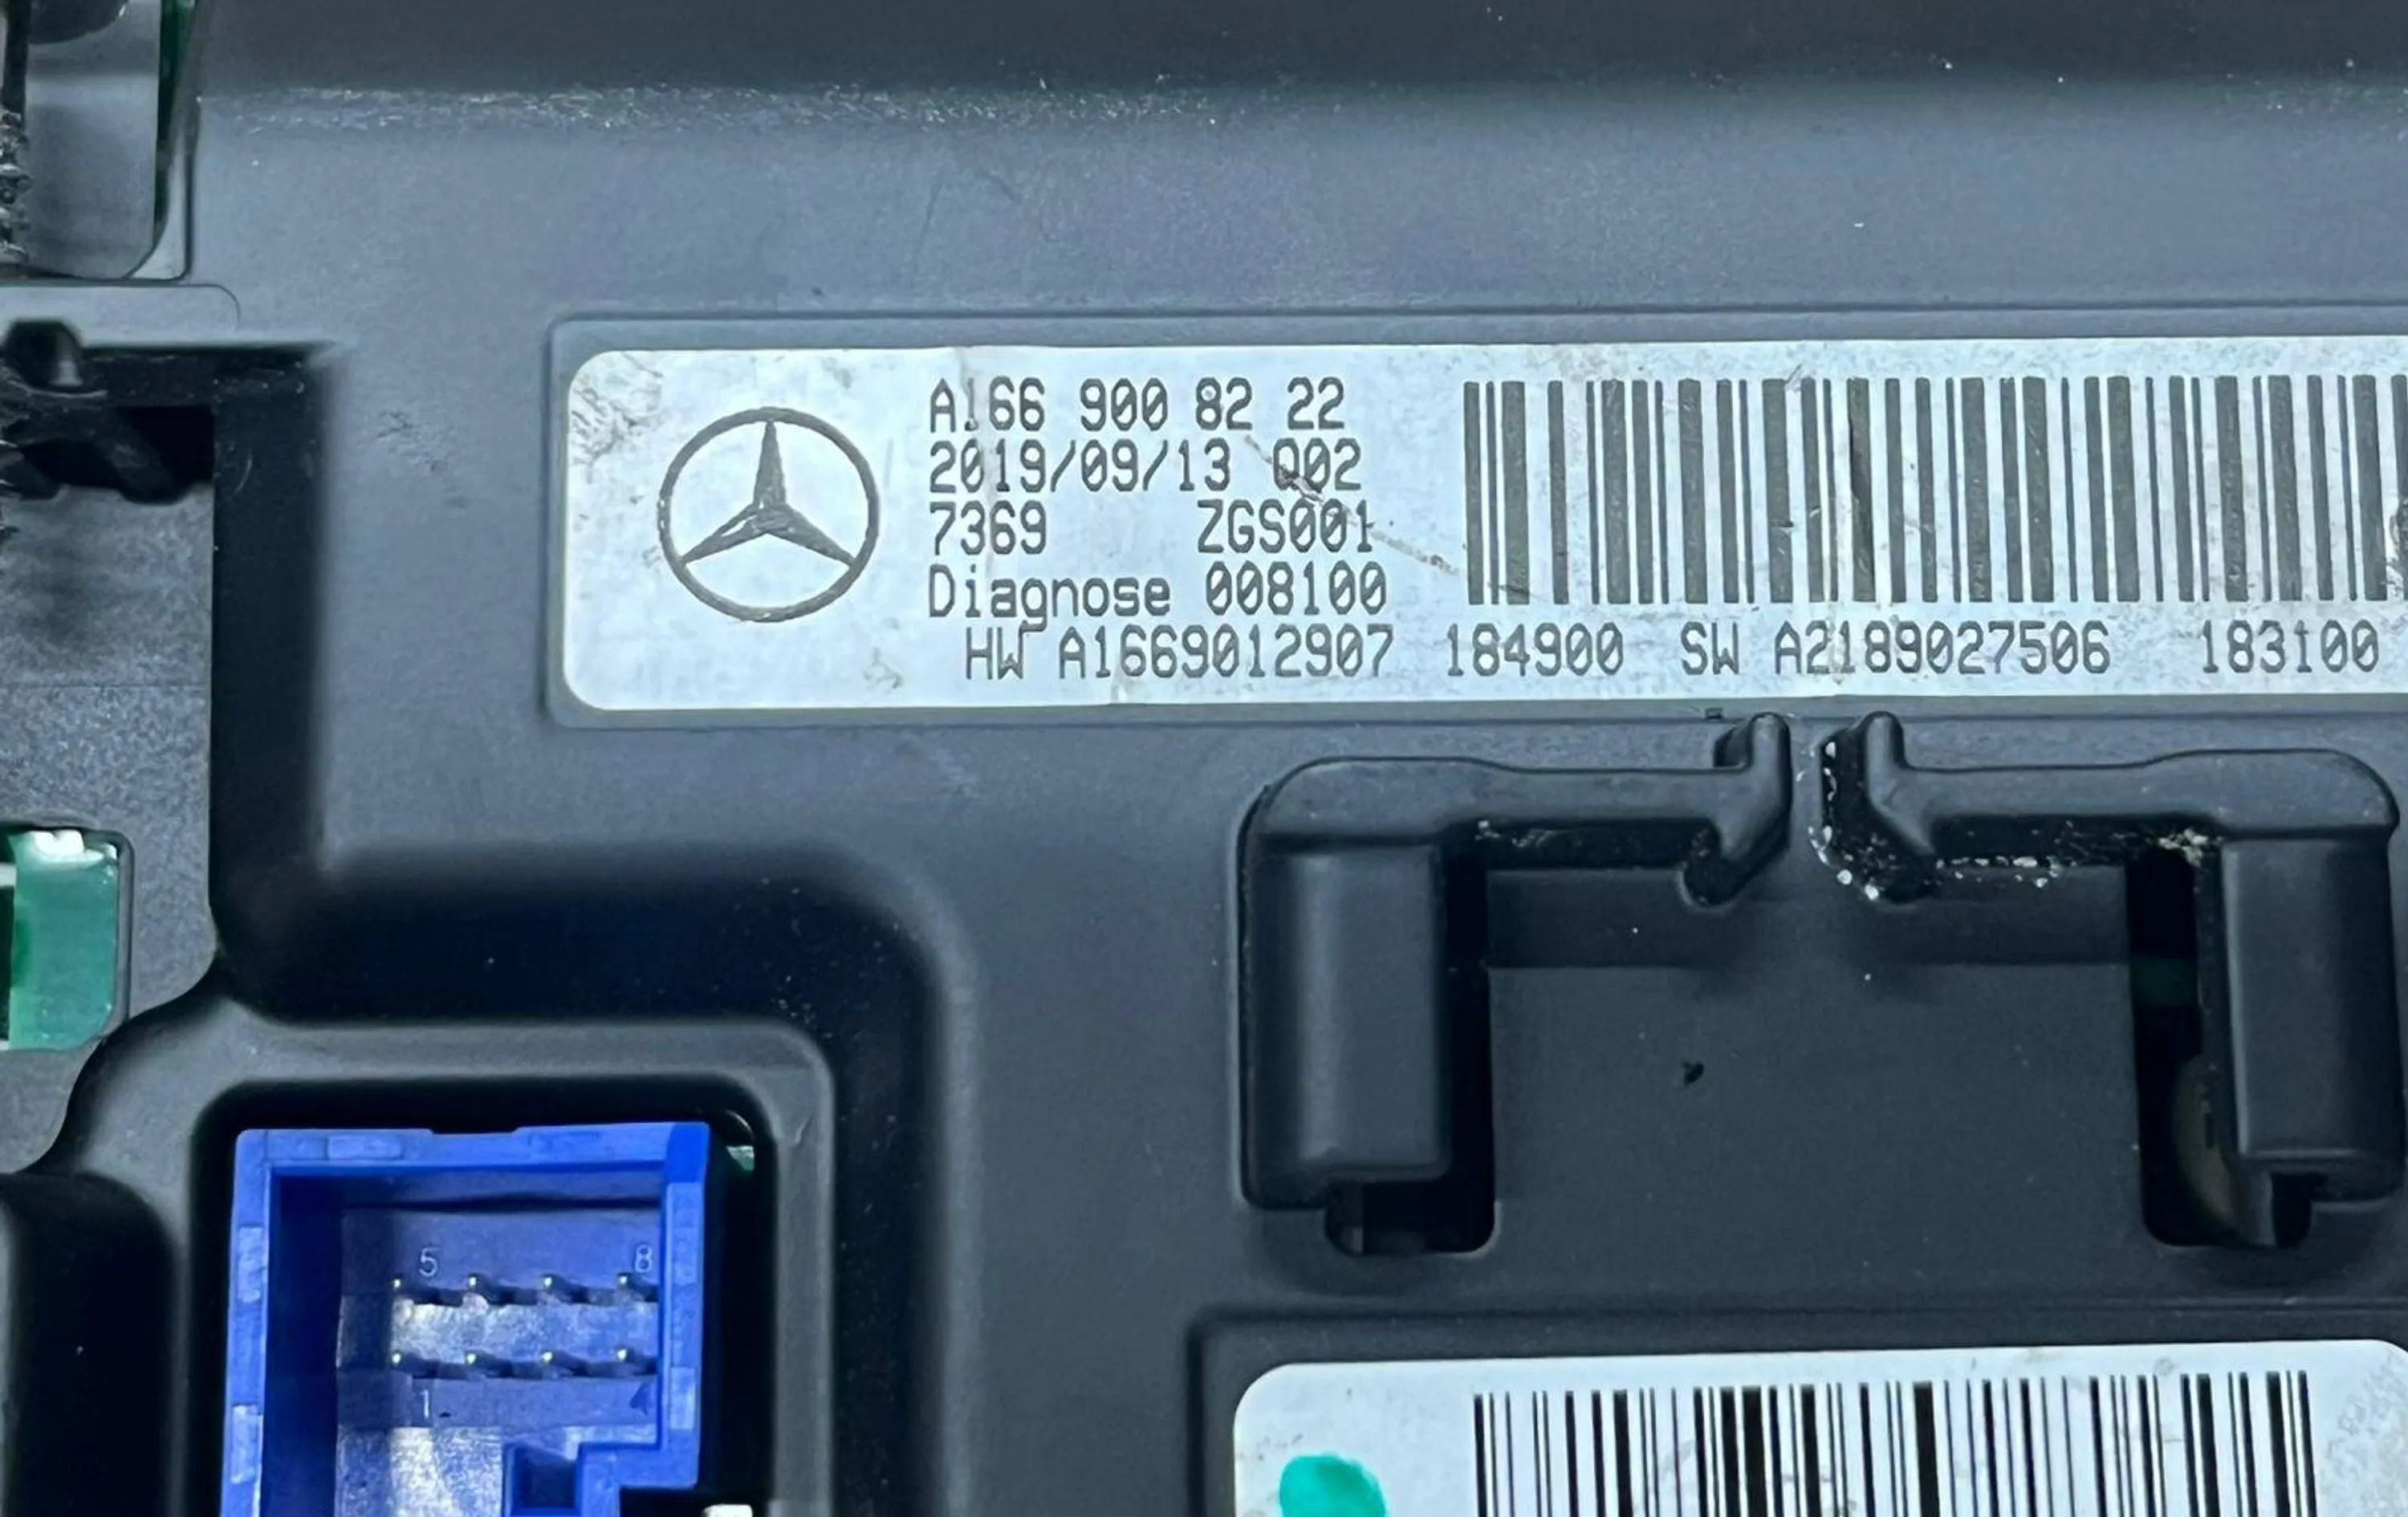 A166 900 82 22
2019/09/13 Q02
7369 ZGS001
Diagnose 008100
HW A1669012907 184900 SW A2189027506 183100
5 8
1